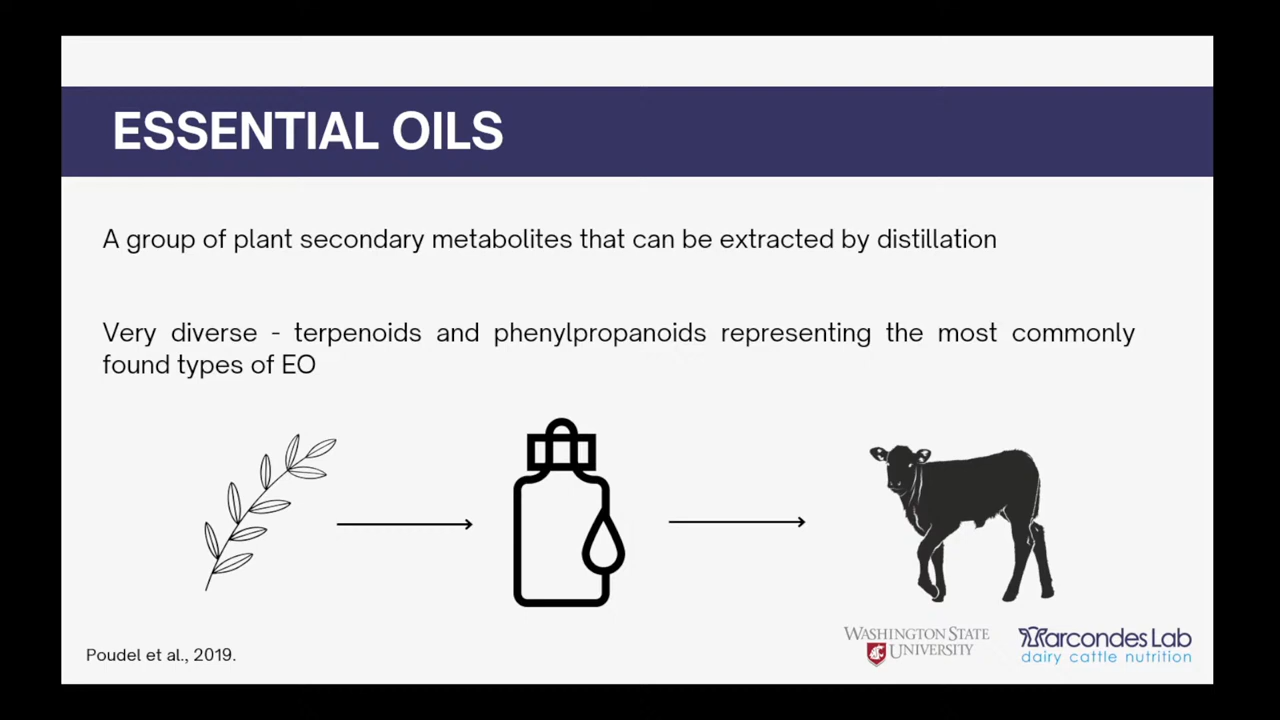 ESSENTIAL OILS
A group of plant secondary metabolites that can be extracted by distillation
Very diverse - terpenoids and phenylpropanoids representing the most commonly
found types of EO
Poudel et al., 2019.
WASHINGTON STATE
UNIVERSITY
Marcondes Lab
dairy cattle nutrition